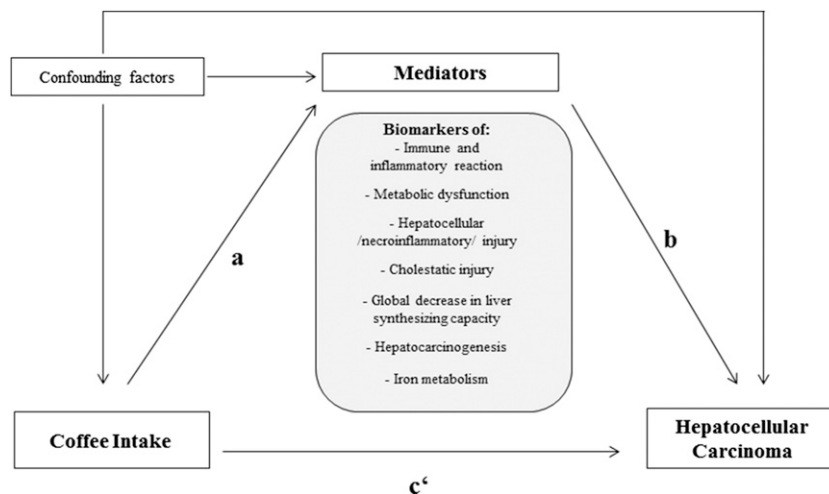 Confounding factors
Mediators
Biomarkers of:
- Immune and
inflammatory reaction
- Metabolic dysfunction
- Hepatocellular
/necroinflammatory/ injury
- Cholestatic injury
- Global decrease in liver
synthesizing capacity
- Hepatocarcinogenesis
- Iron metabolism
a
b
Coffee Intake
Hepatocellular
Carcinoma
c‘